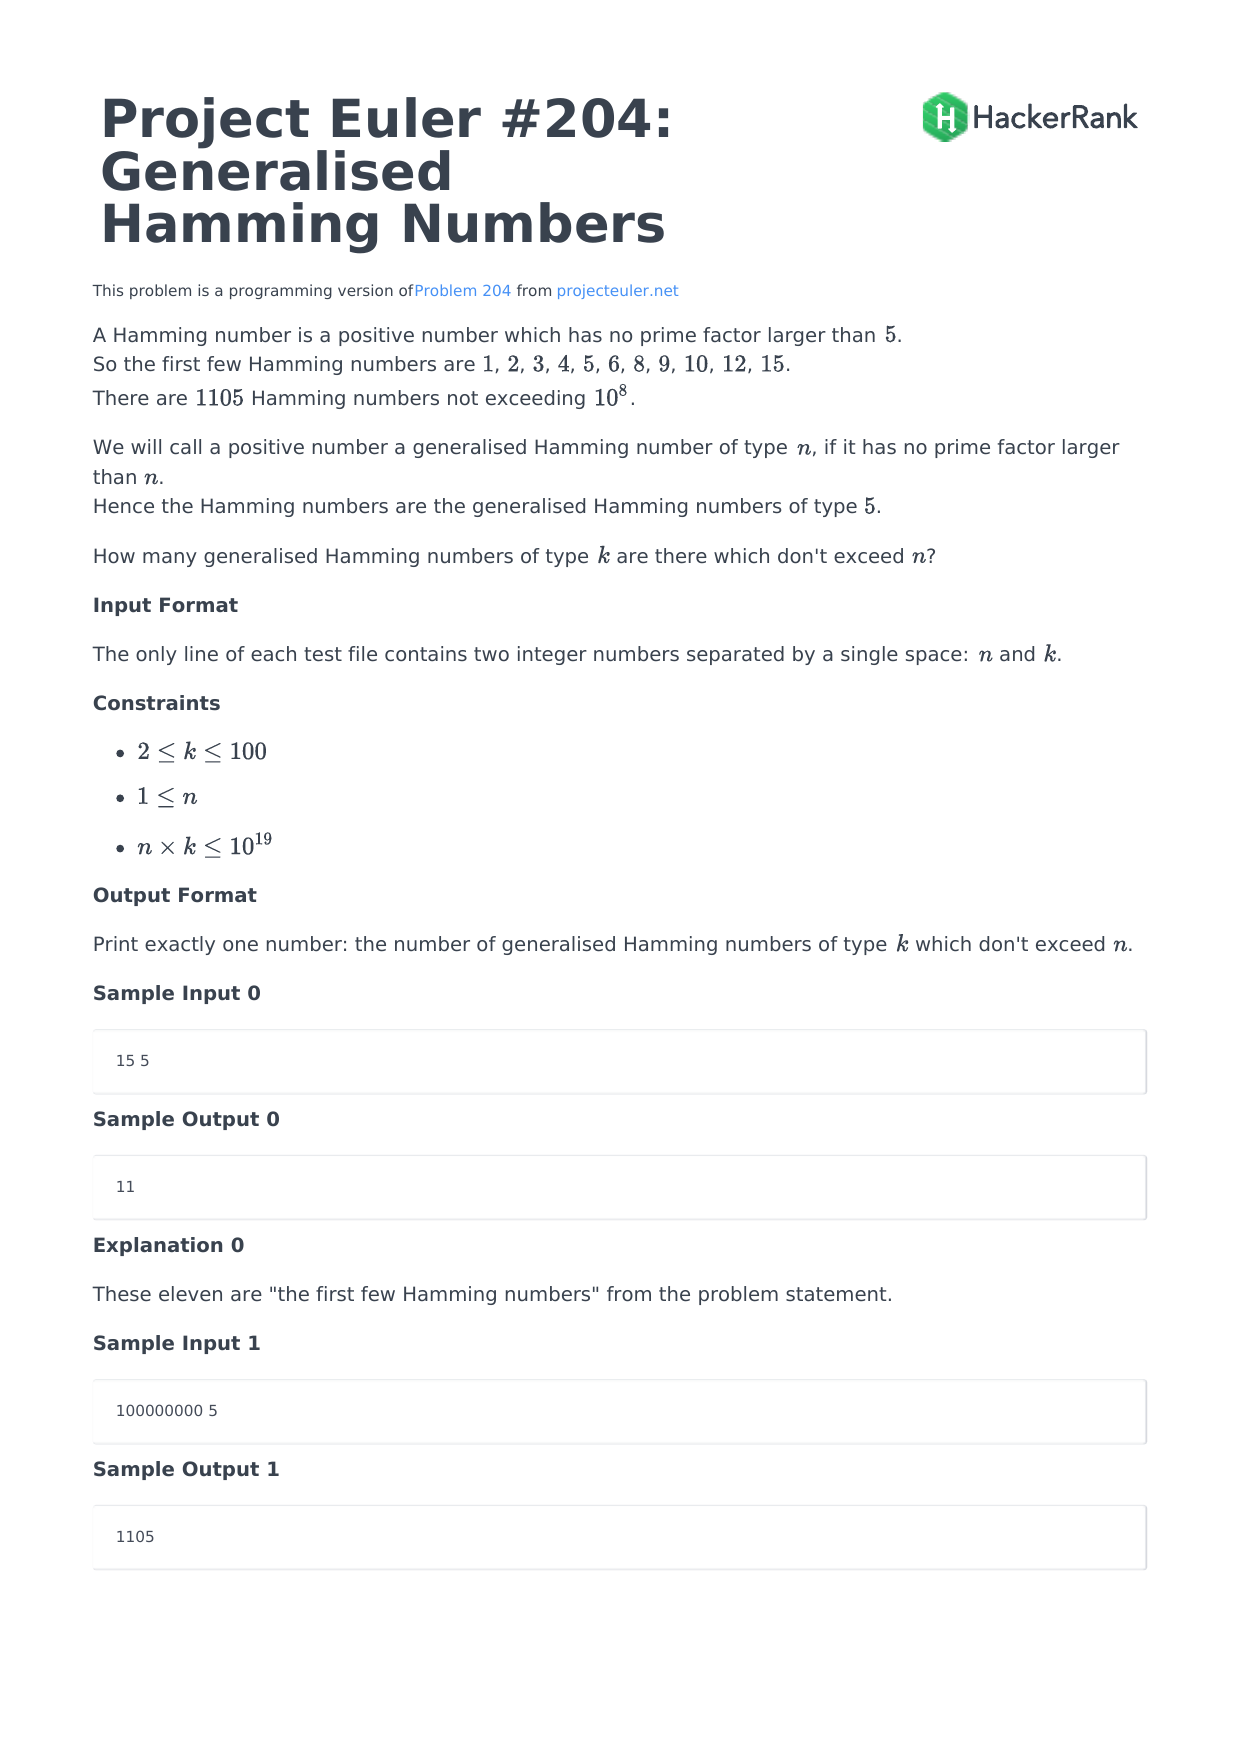 Project Euler #204:
Generalised
Hamming Numbers
HackerRank
This problem is a programming version ofProblem 204 from projecteuler.net
A Hamming number is a positive number which has no prime factor larger than 5.
So the first few Hamming numbers are 1, 2, 3, 4, 5, 6, 8, 9, 10, 12, 15.
There are 1105 Hamming numbers not exceeding 10^8.
We will call a positive number a generalised Hamming number of type n, if it has no prime factor larger
than n.
Hence the Hamming numbers are the generalised Hamming numbers of type 5.
How many generalised Hamming numbers of type k are there which don't exceed n?
Input Format
The only line of each test file contains two integer numbers separated by a single space: n and k.
Constraints
• 2 ≤ k ≤ 100
• 1 ≤ n
• n × k ≤ 10^19
Output Format
Print exactly one number: the number of generalised Hamming numbers of type k which don't exceed n.
Sample Input 0
15 5
Sample Output 0
11
Explanation 0
These eleven are "the first few Hamming numbers" from the problem statement.
Sample Input 1
100000000 5
Sample Output 1
1105